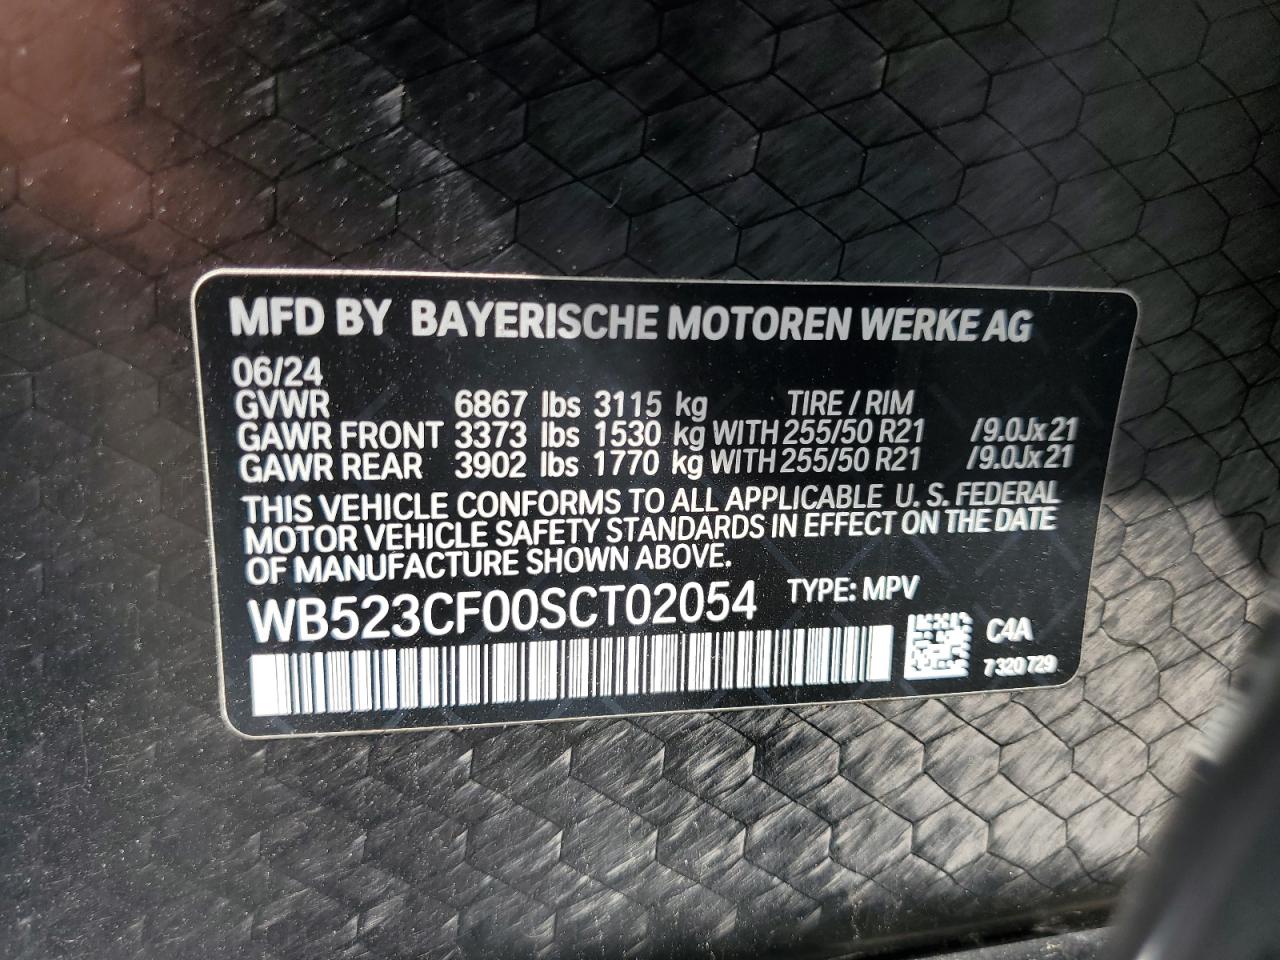 MFD BY BAYERISCHE MOTOREN WERKE AG
06/24
GVWR 6867 lbs 3115 kg TIRE / RIM
GAWR FRONT 3373 lbs 1530 kg WITH 255/50 R21 /9.0Jx21
GAWR REAR 3902 lbs 1770 kg WITH 255/50 R21 /9.0Jx21
THIS VEHICLE CONFORMS TO ALL APPLICABLE U. S. FEDERAL
MOTOR VEHICLE SAFETY STANDARDS IN EFFECT ON THE DATE
OF MANUFACTURE SHOWN ABOVE.
WB523CF00SCT02054 TYPE: MPV
C4A
7 320 729